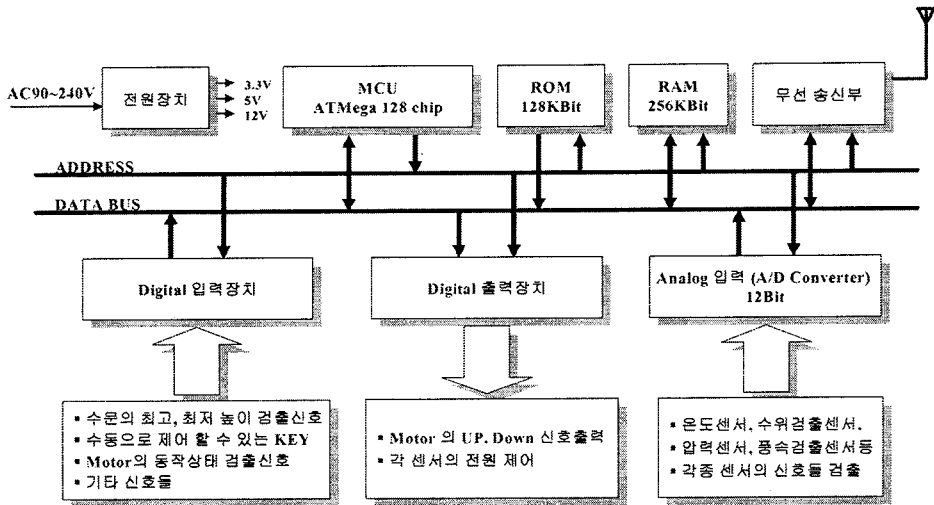 AC90~240V
전원장치
3.3V
5V
12V
MCU
ATMega 128 chip
ROM
128KBit
RAM
256KBit
무선 송신부
ADDRESS
DATA BUS
Digital 입력장치
Digital 출력장치
Analog 입력 (A/D Converter)
12Bit
▪ 수문의 최고, 최저 높이 검출신호
▪ 수동으로 제어 할 수 있는 KEY
▪ Motor의 동작상태 검출신호
▪ 기타 신호들
▪ Motor 의 UP. Down 신호출력
▪ 각 센서의 전원 제어
▪ 온도센서, 수위검출센서.
▪ 압력센서, 풍속검출센서등
▪ 각종 센서의 신호들 검출